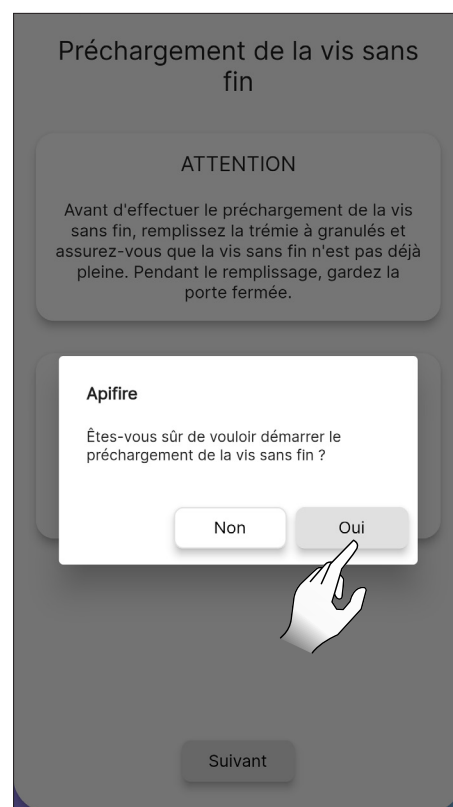 Préchargement de la vis sans
fin
ATTENTION
Avant d'effectuer le préchargement de la vis
sans fin, remplissez la trémie à granulés et
assurez-vous que la vis sans fin n'est pas déjà
pleine. Pendant le remplissage, gardez la
porte fermée.
Apifire
Êtes-vous sûr de vouloir démarrer le
préchargement de la vis sans fin ?
Non Oui
Suivant